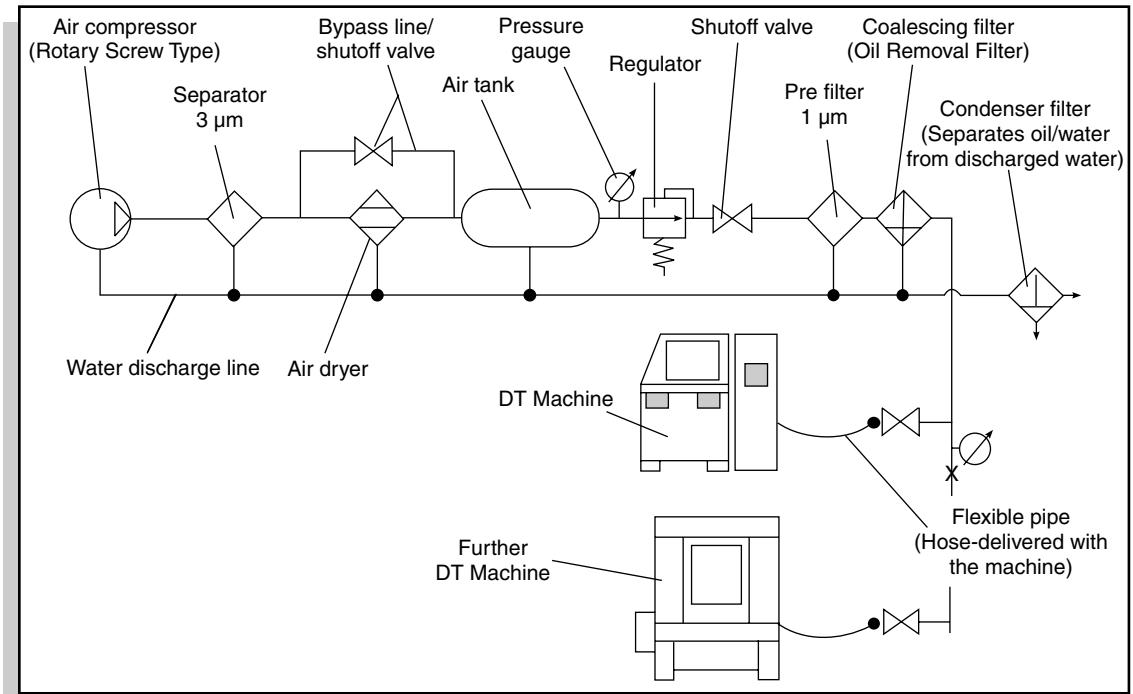 Air compressor
(Rotary Screw Type)
Bypass line/
shutoff valve
Pressure
gauge
Shutoff valve
Coalescing filter
(Oil Removal Filter)
Separator
3 µm
Air tank
Regulator
Pre filter
1 µm
Condenser filter
(Separates oil/water
from discharged water)
Water discharge line
Air dryer
DT Machine
X
Further
DT Machine
Flexible pipe
(Hose-delivered with
the machine)